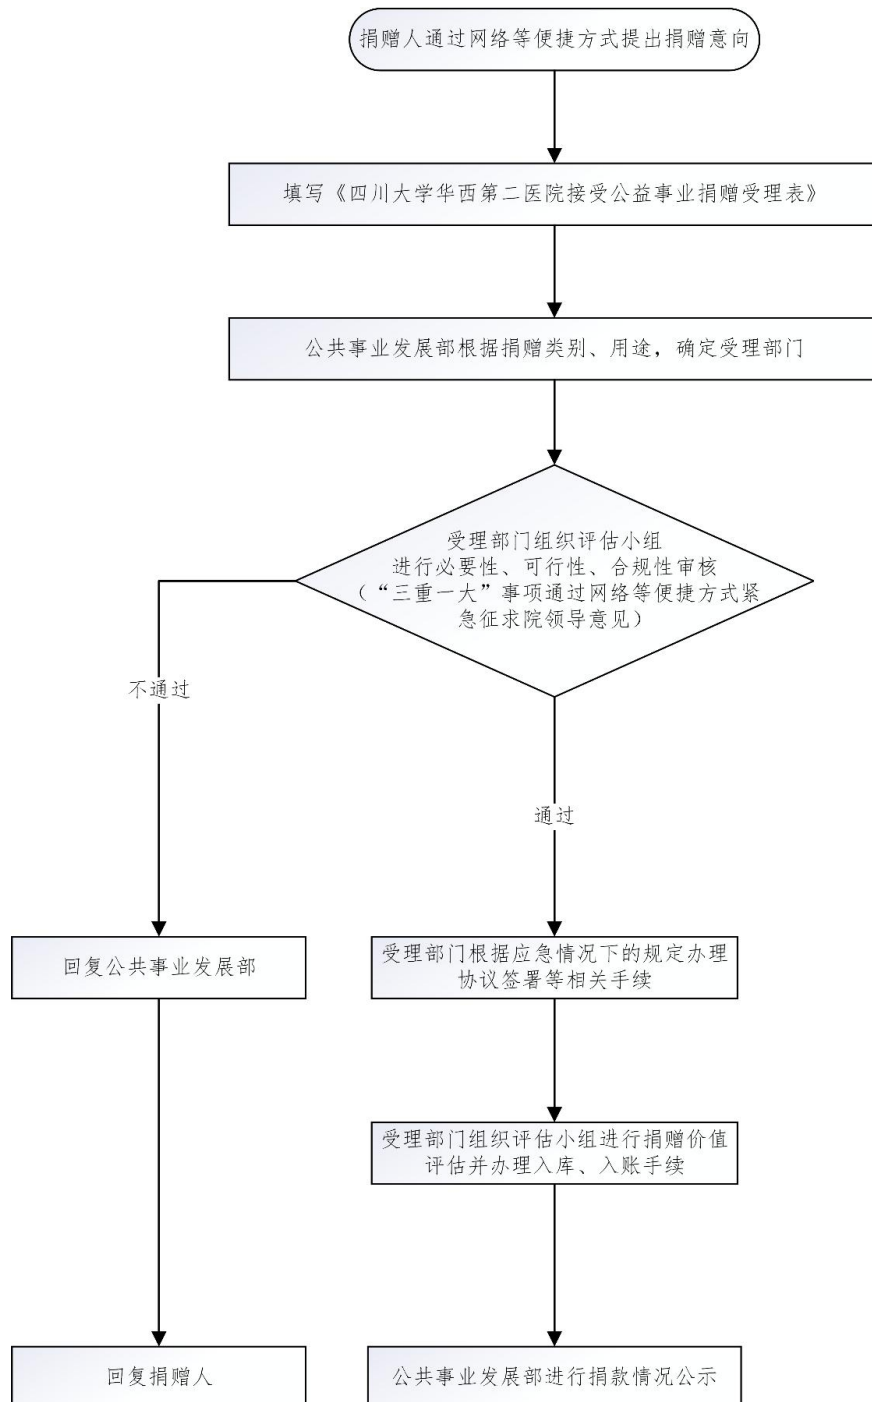 捐赠人通过网络等便捷方式提出捐赠意向
填写《四川大学华西第二医院接受公益事业捐赠受理表》
公共事业发展部根据捐赠类别、用途，确定受理部门
受理部门组织评估小组
进行必要性、可行性、合规性审核
（“三重一大”事项通过网络等便捷方式紧
急征求院领导意见）
不通过
通过
回复公共事业发展部
受理部门根据应急情况下的规定办理
协议签署等相关手续
受理部门组织评估小组进行捐赠价值
评估并办理入库、入账手续
回复捐赠人
公共事业发展部进行捐款情况公示